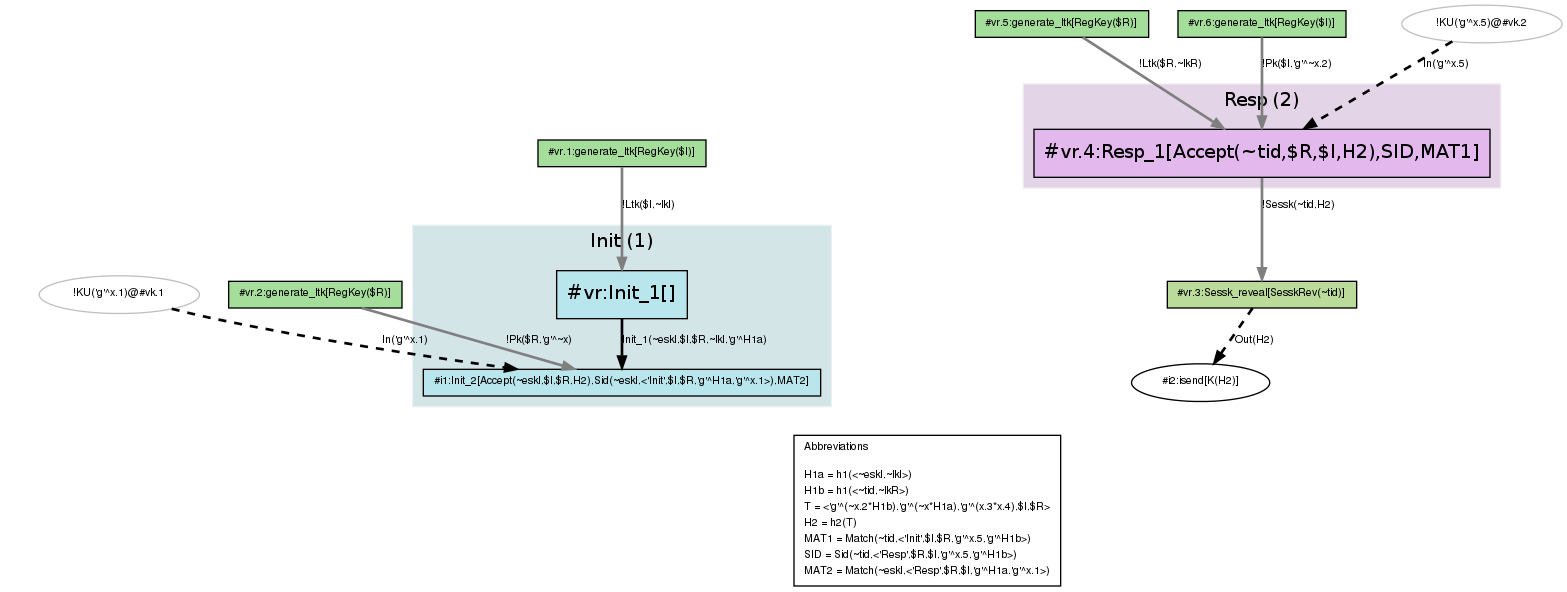 #vr.5:generate_ltk[RegKey($R)]
#vr.6:generate_ltk[RegKey($I)]
!KU('g'^x.5)@#vk.2
!Ltk($R,~lkR)
!Pk($I,'g'^~x.2)
In('g'^x.5)
Resp (2)
#vr.4:Resp_1[Accept(~tid,$R,$I,H2),SID,MAT1]
#vr.1:generate_ltk[RegKey($I)]
!Ltk($I,~lkI)
!Sessk(~tid,H2)
Init (1)
!KU('g'^x.1)@#vk.1
#vr.2:generate_ltk[RegKey($R)]
#vr:Init_1[]
#vr.3:Sessk_reveal[SesskRev(~tid)]
In('g'^x.1)
!Pk($R,'g'^~x)
Init_1(~eskI,$I,$R,~lkI,'g'^H1a)
Out(H2)
#i1:Init_2[Accept(~eskI,$I,$R,H2),Sid(~eskI,<'Init',$I,$R,'g'^H1a,'g'^x.1>),MAT2]
#i2:isend[K(H2)]
Abbreviations
H1a = h1(<~eskI,~lkI>)
H1b = h1(<~tid,~lkR>)
T = <'g'^(~x.2*H1b),'g'^(~x*H1a),'g'^(x.3*x.4),$I,$R>
H2 = h2(T)
MAT1 = Match(~tid,<'Init',$I,$R,'g'^x.5,'g'^H1b>)
SID = Sid(~tid,<'Resp',$R,$I,'g'^x.5,'g'^H1b>)
MAT2 = Match(~eskI,<'Resp',$R,$I,'g'^H1a,'g'^x.1>)